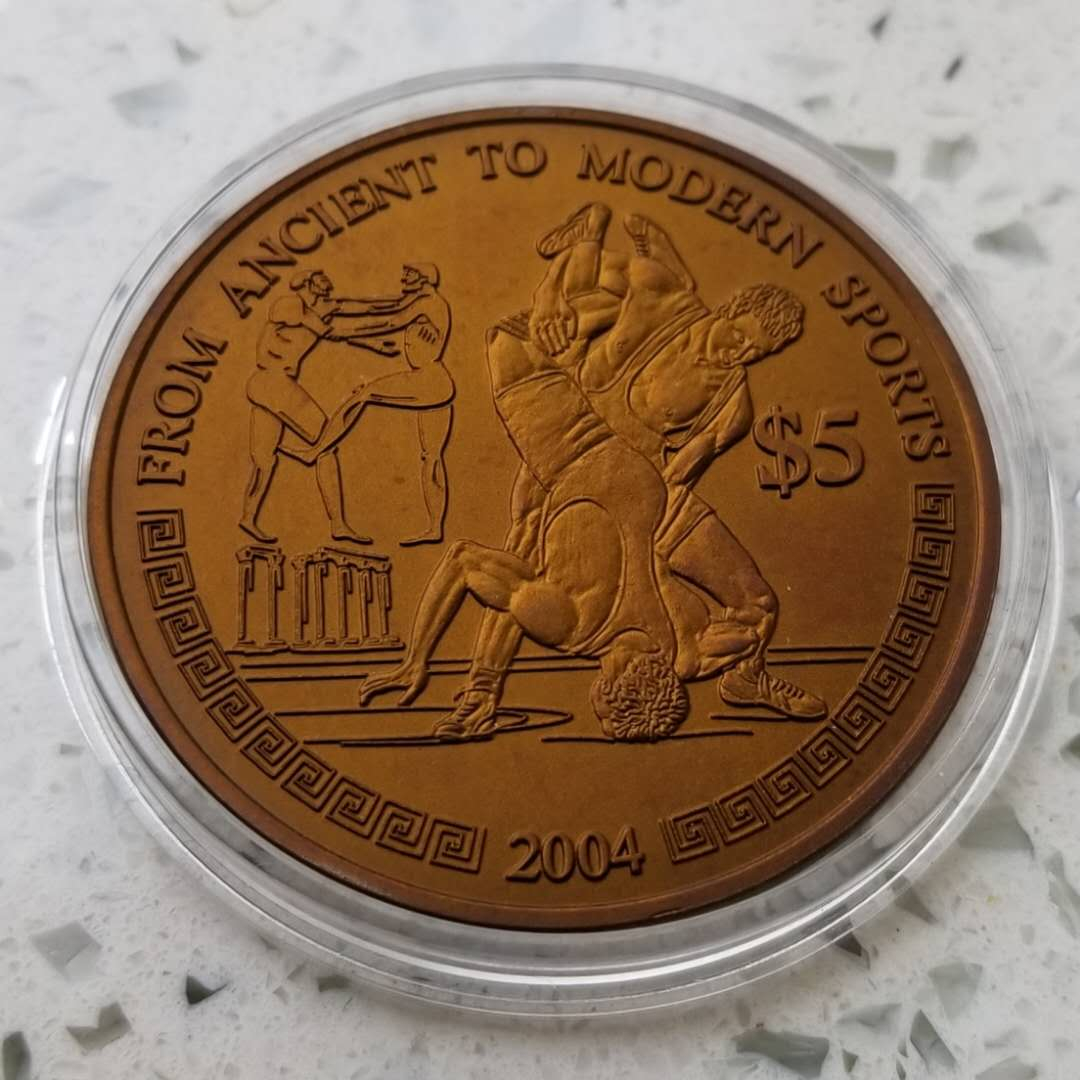 FROM ANCIENT TO MODERN SPORTS
$5
2004